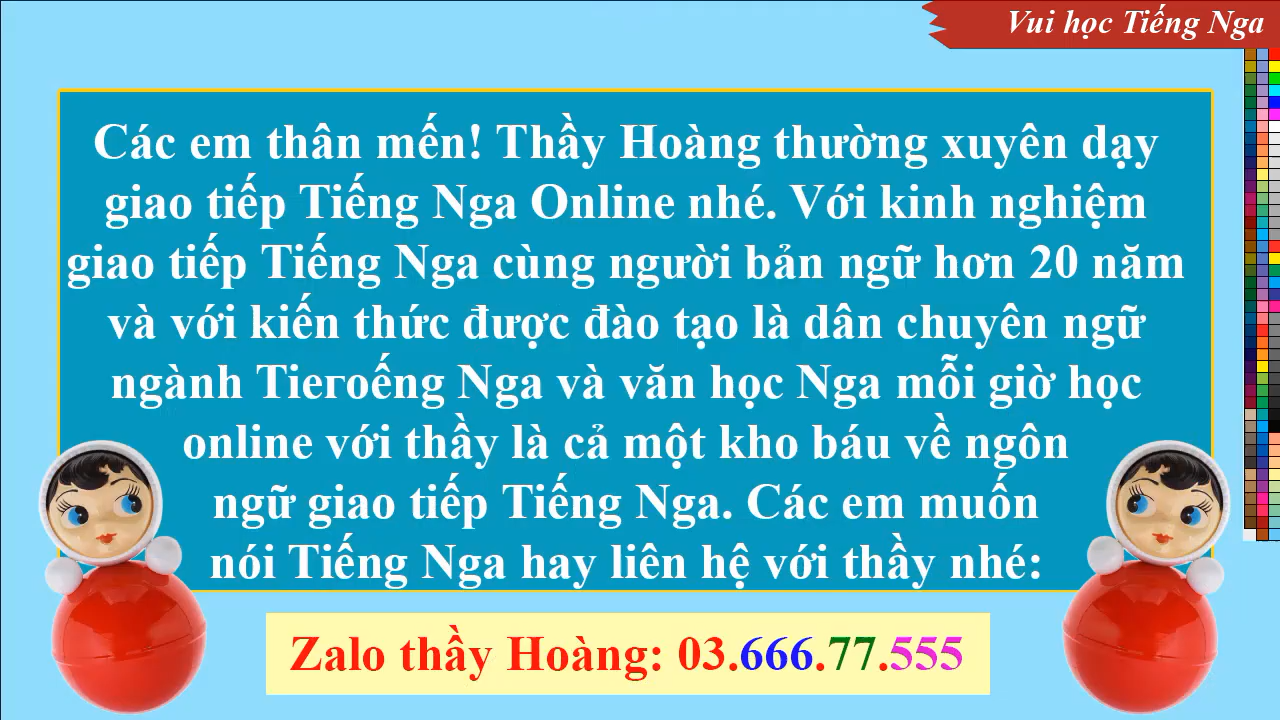 Vui học Tiếng Nga
Các em thân mến! Thầy Hoàng thường xuyên dạy
giao tiếp Tiếng Nga Online nhé. Với kinh nghiệm
giao tiếp Tiếng Nga cùng người bản ngữ hơn 20 năm
và với kiến thức được đào tạo là dân chuyên ngữ
ngành Tiегоếng Nga và văn học Nga mỗi giờ học
online với thầy là cả một kho báu về ngôn
ngữ giao tiếp Tiếng Nga. Các em muốn
nói Tiếng Nga hay liên hệ với thầy nhé:
Zalo thầy Hoàng: 03.666.77.555